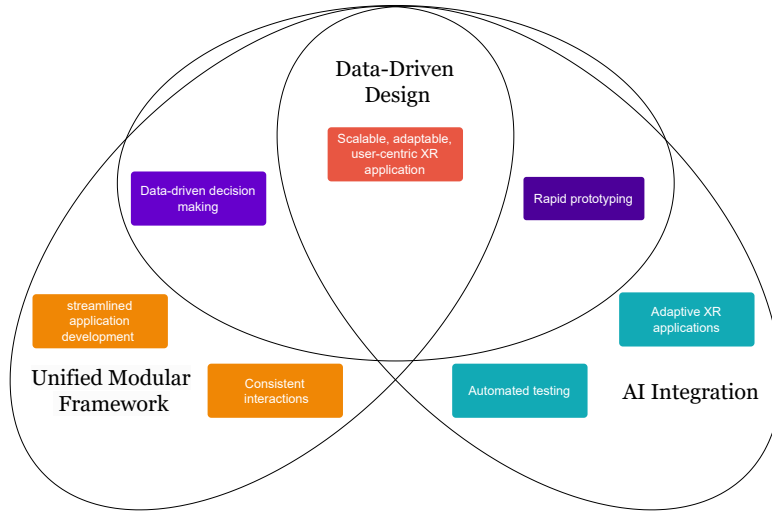 Data-Driven
Design
Scalable, adaptable,
user-centric XR
application
Data-driven decision
making
Rapid prototyping
streamlined
application
development
Adaptive XR
applications
Unified Modular
Framework
Consistent
interactions
Automated testing
AI Integration